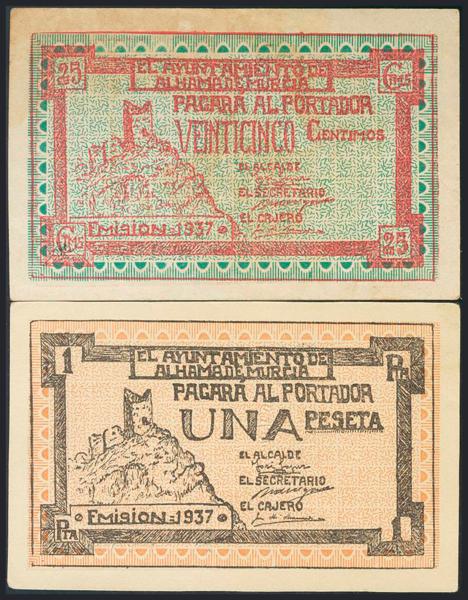 25 Cms
EL AYUNTAMIENTO DE
ALHAMA DE MURCIA
PAGARÁ AL PORTADOR
VEINTICINCO CIENTIMOS
EL ALCALDE
EL SECRETARIO
EL CAJERO
EMISION-1937
Cms 25
1 PTA
EL AYUNTAMIENTO DE
ALHAMA DE MURCIA
PAGARÁ AL PORTADOR
UNA PESETA
EL ALCALDE
EL SECRETARIO
EL CAJERO
EMISION-1937
PTA 1